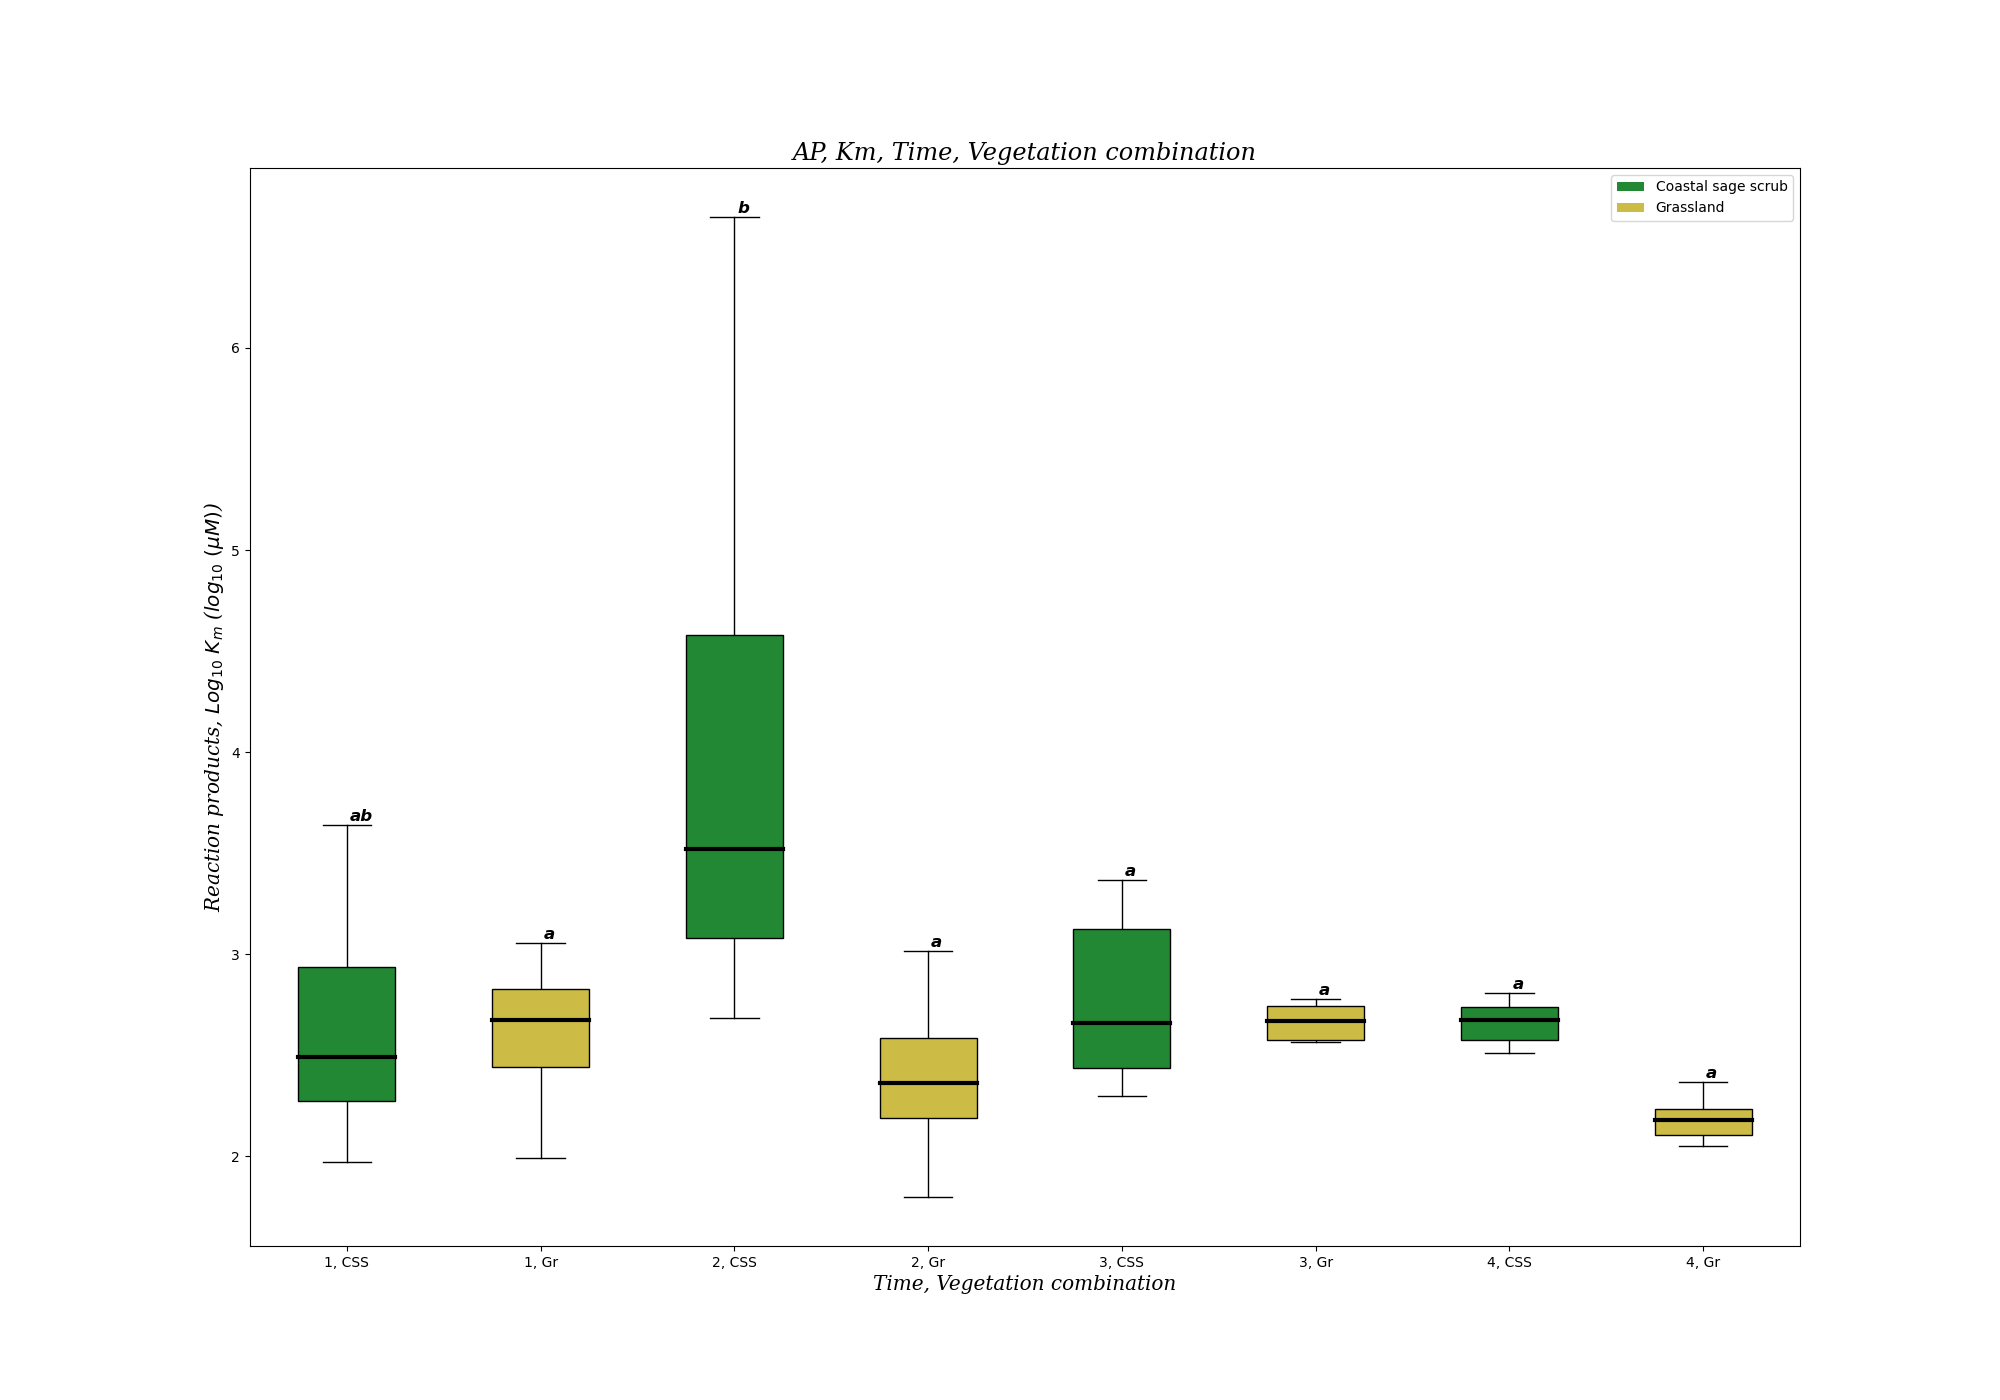 AP, Km, Time, Vegetation combination
Coastal sage scrub
Grassland
b
ab
a
a
a
a
a
a
6
5
4
3
2
Reaction products, Log₁₀ Kₘ (log₁₀ (μM))
1, CSS
1, Gr
2, CSS
2, Gr
3, CSS
3, Gr
4, CSS
4, Gr
Time, Vegetation combination